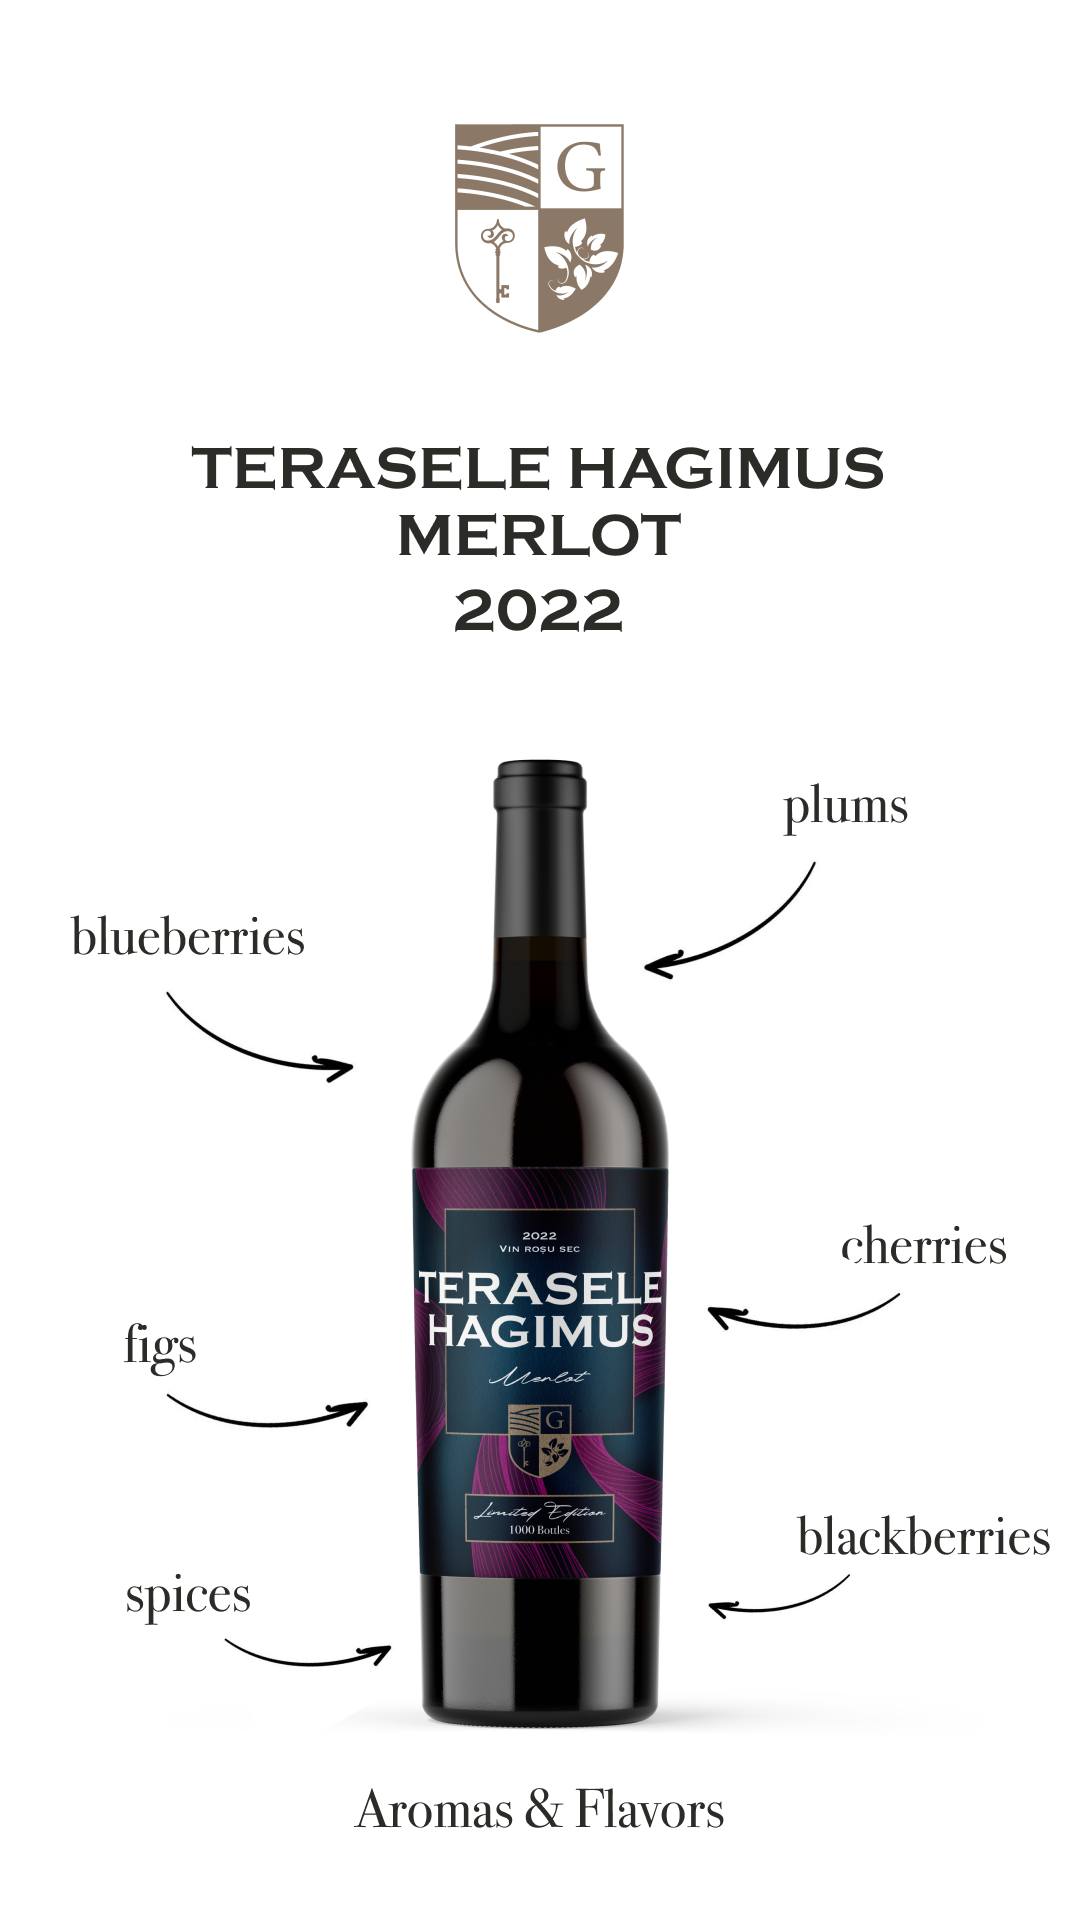 G
TERASELE HAGIMUS
MERLOT
2022
plums
blueberries
cherries
figs
blackberries
spices
2022
VIN ROȘU SEC
TERASELE
HAGIMUS
Merlot
G
Limited Edition
1000 Bottles
Aromas & Flavors